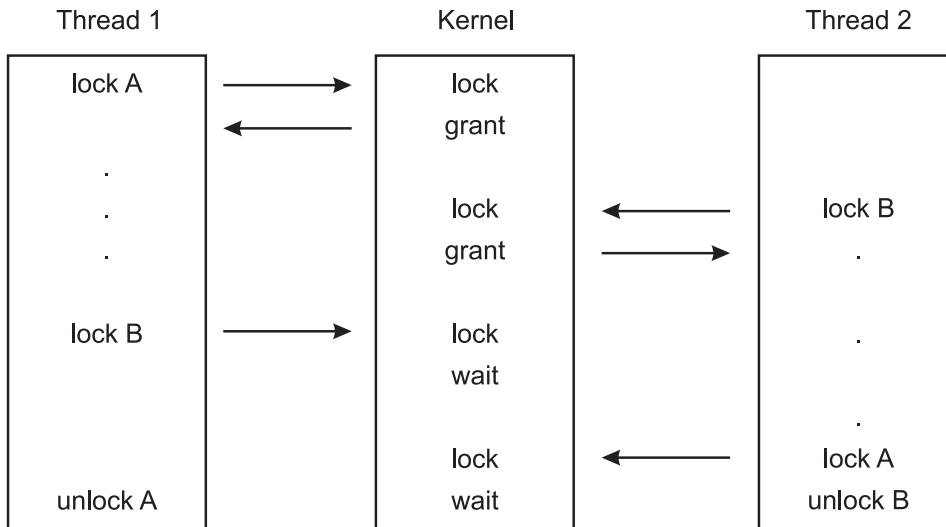 Thread 1 Kernel Thread 2
lock A lock
grant
.
. lock lock B
. grant .
lock B lock .
wait
.
lock lock A
unlock A wait unlock B